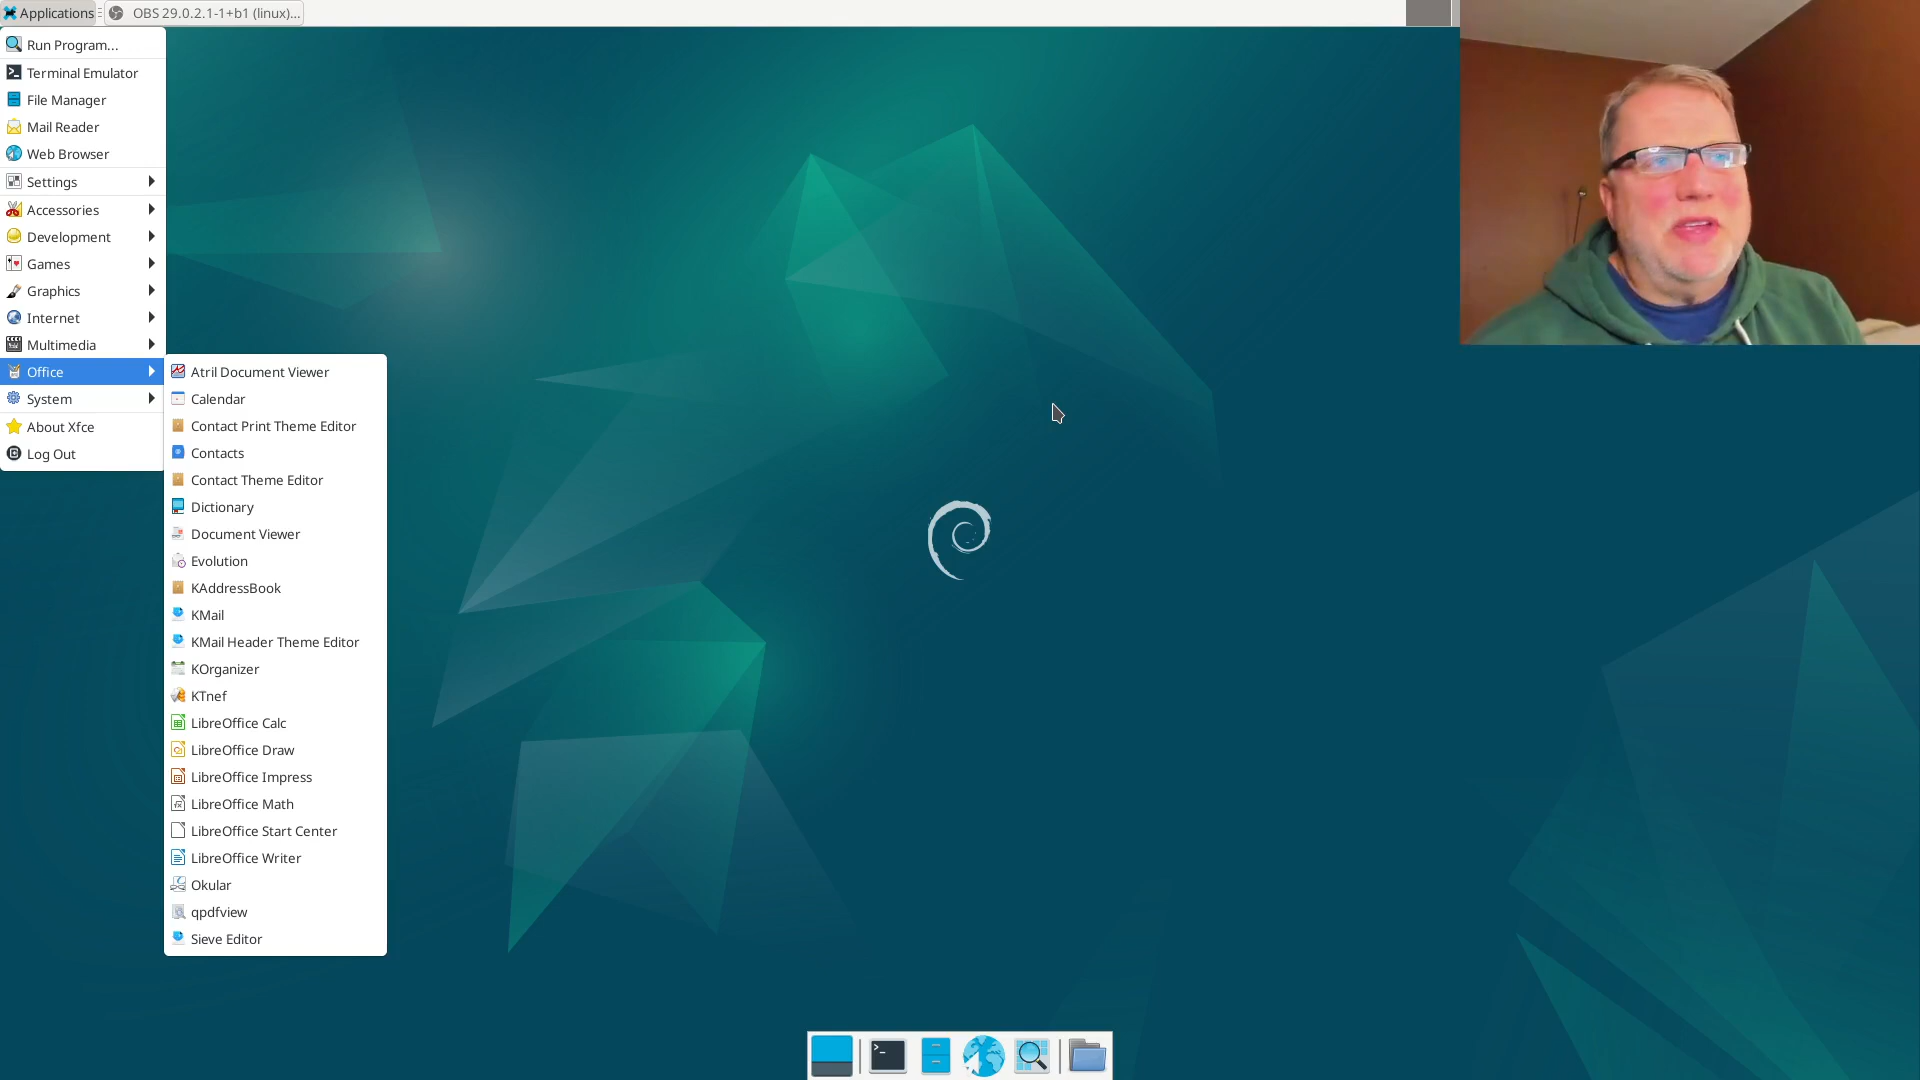 Applications
OBS 29.0.2.1-1+b1 (linux)...
Run Program...
Terminal Emulator
File Manager
Mail Reader
Web Browser
Settings
Accessories
Development
Games
Graphics
Internet
Multimedia
Office
System
About Xfce
Log Out
Atril Document Viewer
Calendar
Contact Print Theme Editor
Contacts
Contact Theme Editor
Dictionary
Document Viewer
Evolution
KAddressBook
KMail
KMail Header Theme Editor
KOrganizer
KTnef
LibreOffice Calc
LibreOffice Draw
LibreOffice Impress
LibreOffice Math
LibreOffice Start Center
LibreOffice Writer
Okular
qpdfview
Sieve Editor